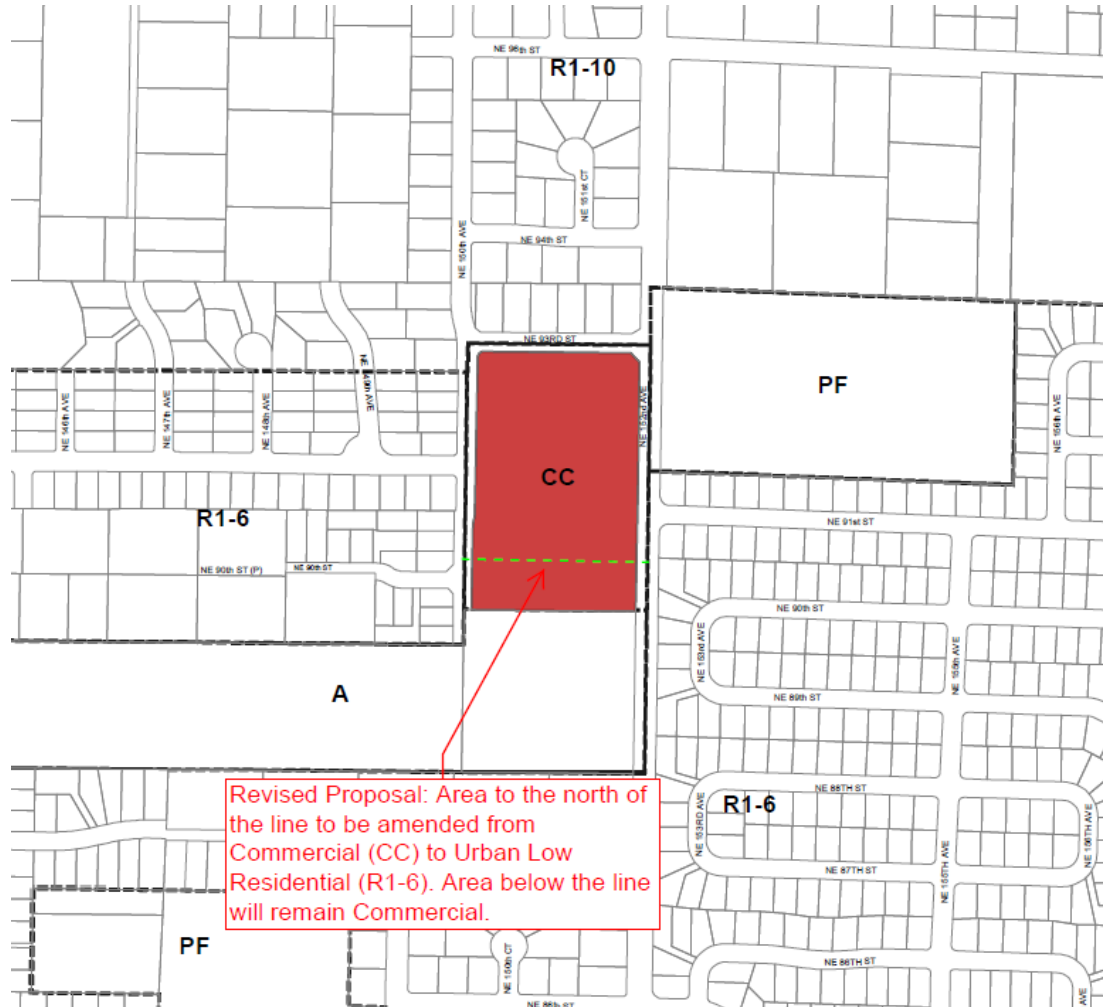 NE 96th ST
R1-10
NE 151st CT
NE 150th AVE
NE 94th ST
NE 93RD ST
NE 149th AVE
NE 152nd AVE
PF
NE 146th AVE
NE 147th AVE
NE 148th AVE
NE 156th AVE
CC
R1-6
NE 91st ST
NE 90th ST (P)
NE 90th ST
NE 90th ST
NE 153rd AVE
NE 155th AVE
A
NE 89th ST
Revised Proposal: Area to the north of
the line to be amended from
Commercial (CC) to Urban Low
Residential (R1-6). Area below the line
will remain Commercial.
NE 88TH ST
R1-6
NE 153RD AVE
NE 156TH AVE
NE 87TH ST
NE 155TH AVE
PF
NE 150th CT
NE 86TH ST
NE 86th ST
AVE